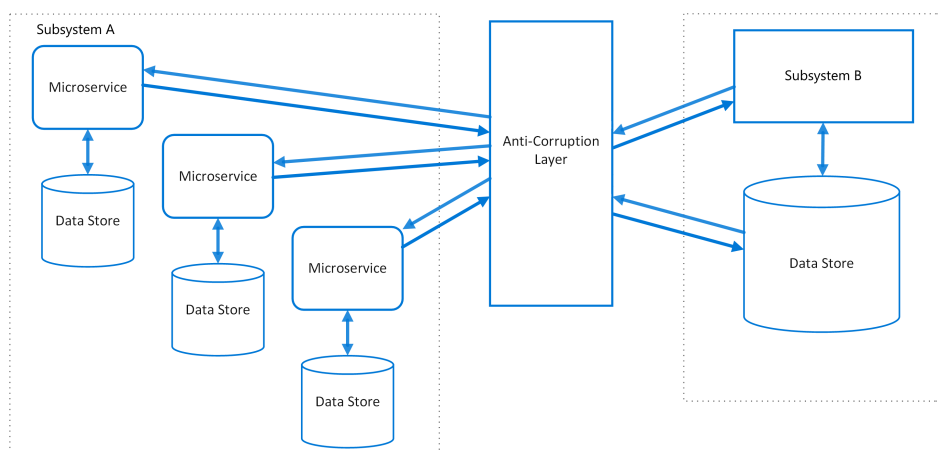 Subsystem A
Microservice
Data Store
Microservice
Data Store
Microservice
Data Store
Anti-Corruption
Layer
Subsystem B
Data Store